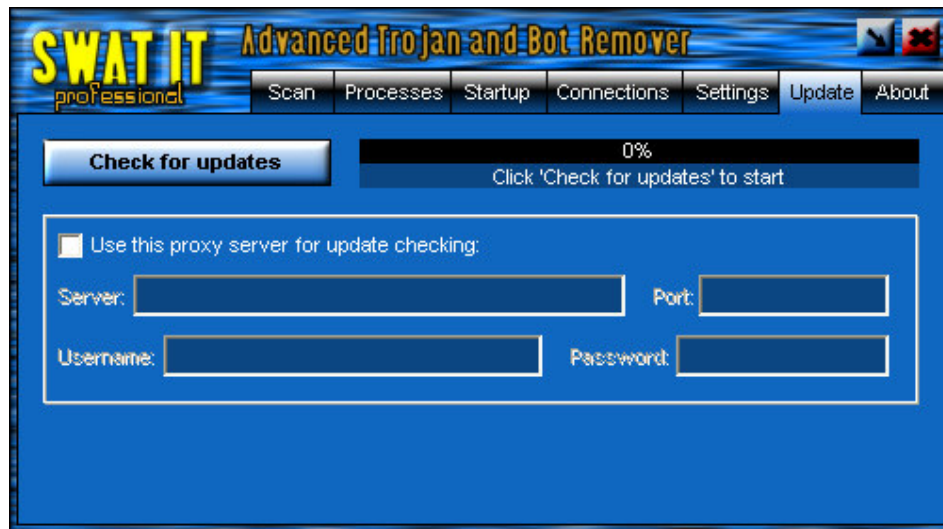 SWAT IT
professional
Advanced Trojan and Bot Remover
Scan Processes Startup Connections Settings Update About
Check for updates
0%
Click 'Check for updates' to start
Use this proxy server for update checking:
Server: Port:
Username: Password: